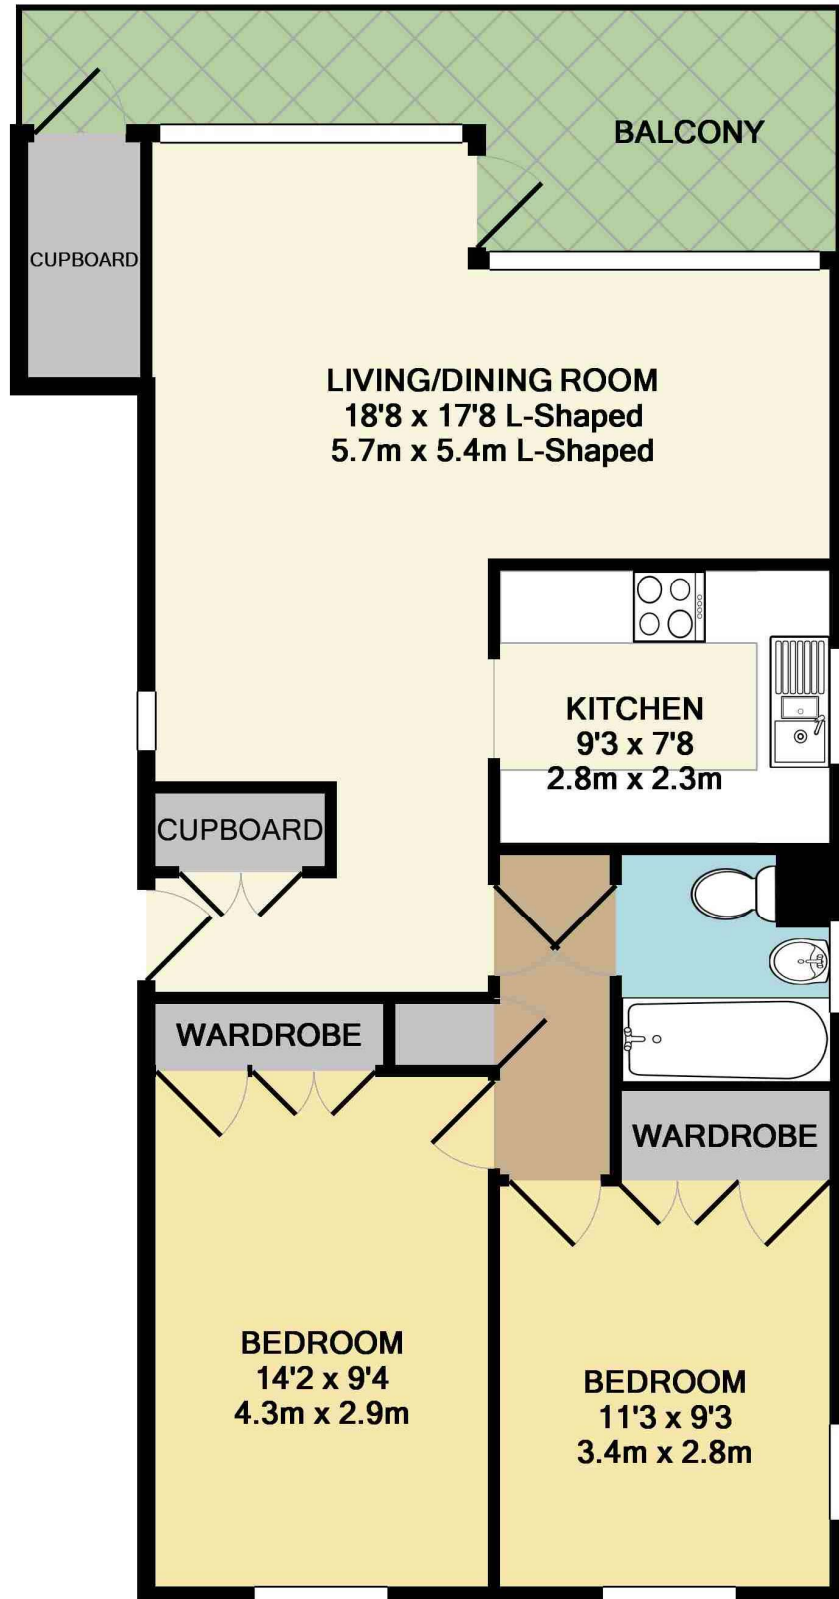 BALCONY
CUPBOARD
LIVING/DINING ROOM
18'8 x 17'8 L-Shaped
5.7m x 5.4m L-Shaped
KITCHEN
9'3 x 7'8
2.8m x 2.3m
CUPBOARD
WARDROBE
WARDROBE
BEDROOM
14'2 x 9'4
4.3m x 2.9m
BEDROOM
11'3 x 9'3
3.4m x 2.8m